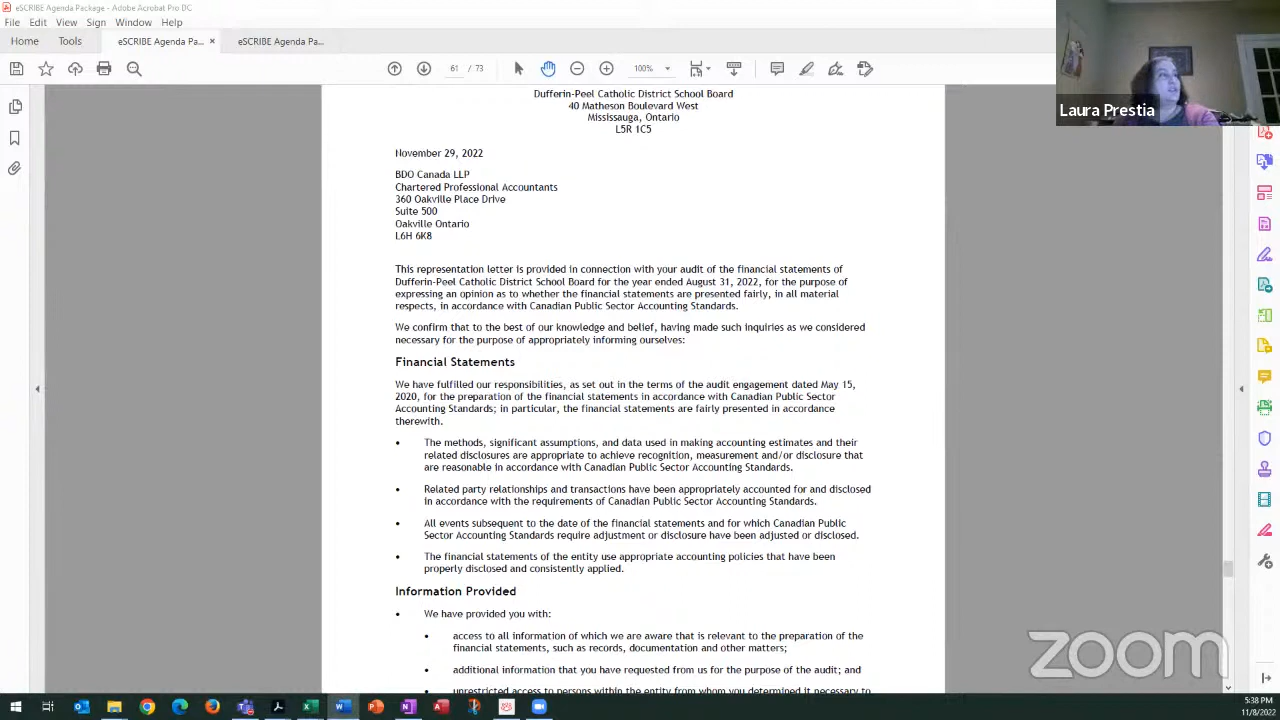 eSCRIBE Agenda Package - Adobe Acrobat Pro DC
File Edit View Sign Window Help
Home Tools eSCRIBE Agenda Pa... × eSCRIBE Agenda Pa...
61 / 73 100%
Laura Prestia
Dufferin-Peel Catholic District School Board
40 Matheson Boulevard West
Mississauga, Ontario
L5R 1C5
November 29, 2022
BDO Canada LLP
Chartered Professional Accountants
360 Oakville Place Drive
Suite 500
Oakville Ontario
L6H 6K8
This representation letter is provided in connection with your audit of the financial statements of
Dufferin-Peel Catholic District School Board for the year ended August 31, 2022, for the purpose of
expressing an opinion as to whether the financial statements are presented fairly, in all material
respects, in accordance with Canadian Public Sector Accounting Standards.
We confirm that to the best of our knowledge and belief, having made such inquiries as we considered
necessary for the purpose of appropriately informing ourselves:
Financial Statements
We have fulfilled our responsibilities, as set out in the terms of the audit engagement dated May 15,
2020, for the preparation of the financial statements in accordance with Canadian Public Sector
Accounting Standards; in particular, the financial statements are fairly presented in accordance
therewith.
• The methods, significant assumptions, and data used in making accounting estimates and their
related disclosures are appropriate to achieve recognition, measurement and/or disclosure that
are reasonable in accordance with Canadian Public Sector Accounting Standards.
• Related party relationships and transactions have been appropriately accounted for and disclosed
in accordance with the requirements of Canadian Public Sector Accounting Standards.
• All events subsequent to the date of the financial statements and for which Canadian Public
Sector Accounting Standards require adjustment or disclosure have been adjusted or disclosed.
• The financial statements of the entity use appropriate accounting policies that have been
properly disclosed and consistently applied.
Information Provided
• We have provided you with:
• access to all information of which we are aware that is relevant to the preparation of the
financial statements, such as records, documentation and other matters;
• additional information that you have requested from us for the purpose of the audit; and
• unrestricted access to persons within the entity from whom you determined it necessary to
zoom
5:38 PM
11/8/2022